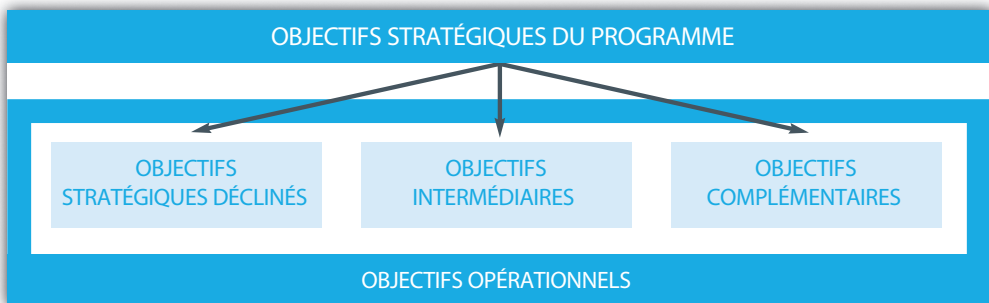 OBJECTIFS STRATÉGIQUES DU PROGRAMME
OBJECTIFS
STRATÉGIQUES DÉCLINÉS
OBJECTIFS
INTERMÉDIAIRES
OBJECTIFS
COMPLÉMENTAIRES
OBJECTIFS OPÉRATIONNELS